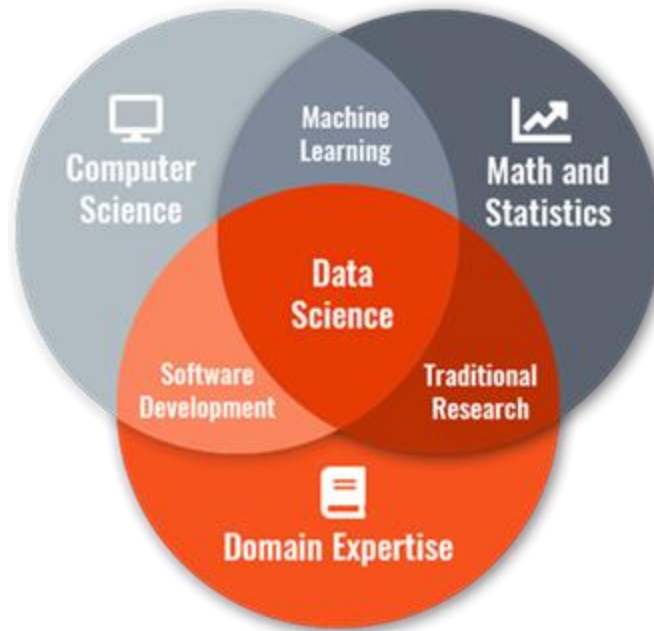 Computer
Science
Machine
Learning
Math and
Statistics
Data
Science
Software
Development
Traditional
Research
Domain Expertise